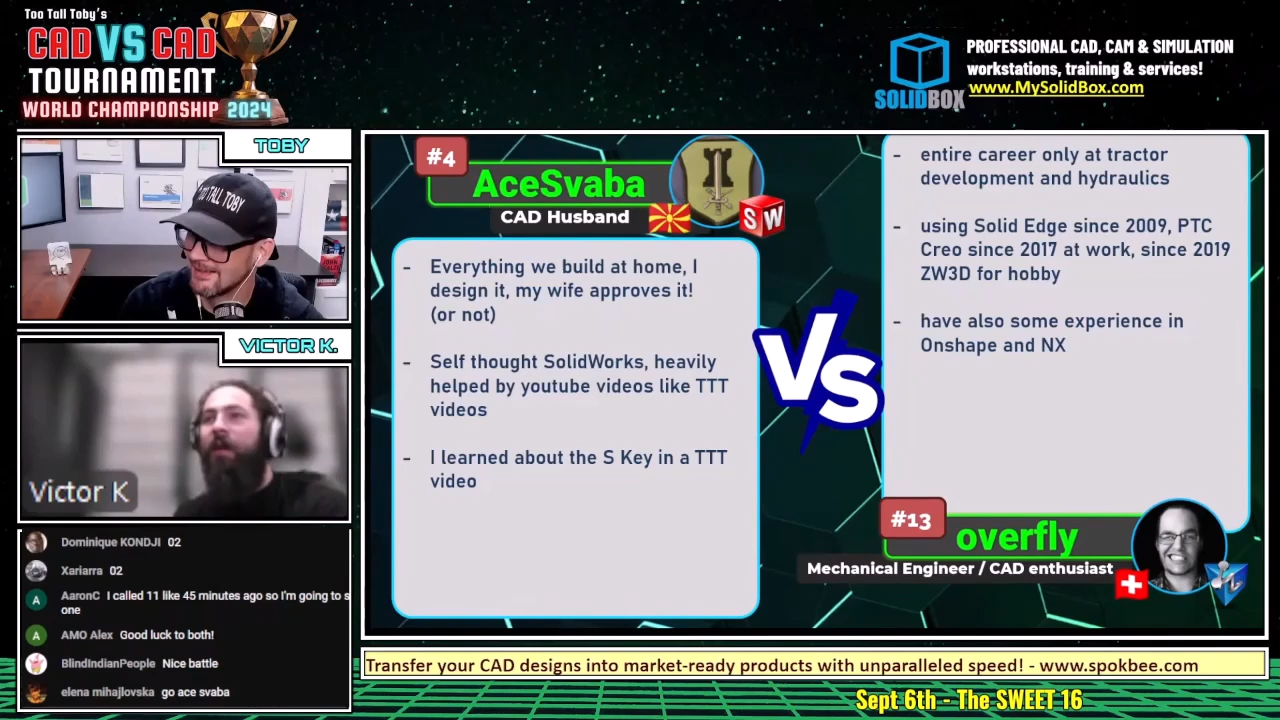 Too Tall Toby's
CAD VS CAD
TOURNAMENT
WORLD CHAMPIONSHIP 2024
SOLIDBOX
PROFESSIONAL CAD, CAM & SIMULATION
workstations, training & services!
www.MySolidBox.com
TOBY
TOO TALL TOBY
VICTOR K.
Victor K
Dominique KONDJI 02
Xariarra 02
A AaronC I called 11 like 45 minutes ago so I'm going to s
one
A AMO Alex Good luck to both!
BlindIndianPeople Nice battle
elena mihajlovska go ace svaba
#4
AceSvaba
CAD Husband
SW
- Everything we build at home, I
design it, my wife approves it!
(or not)
- Self thought SolidWorks, heavily
helped by youtube videos like TTT
videos
- I learned about the S Key in a TTT
video
VS
- entire career only at tractor
development and hydraulics
- using Solid Edge since 2009, PTC
Creo since 2017 at work, since 2019
ZW3D for hobby
- have also some experience in
Onshape and NX
#13
overfly
Mechanical Engineer / CAD enthusiast
Transfer your CAD designs into market-ready products with unparalleled speed! - www.spokbee.com
Sept 6th - The SWEET 16